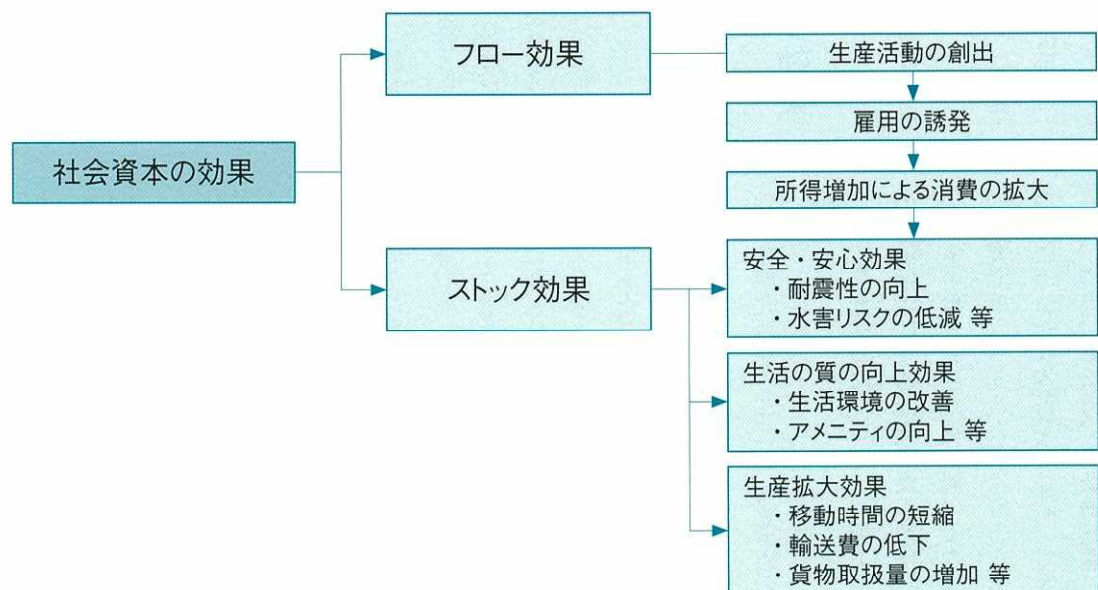 社会資本の効果
フロー効果
生産活動の創出
雇用の誘発
所得増加による消費の拡大
ストック効果
安全・安心効果
・耐震性の向上
・水害リスクの低減 等
生活の質の向上効果
・生活環境の改善
・アメニティの向上 等
生産拡大効果
・移動時間の短縮
・輸送費の低下
・貨物取扱量の増加 等